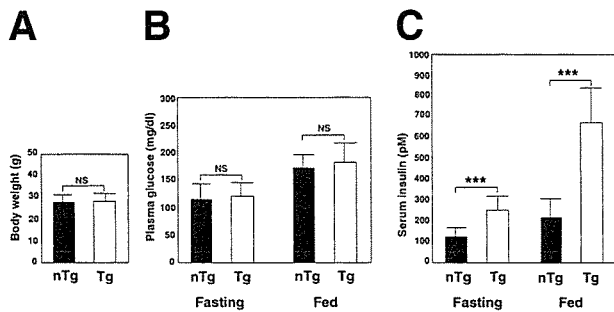 A
Body weight (g)
50
40
30
20
10
0
NS
nTg Tg
B
Plasma glucose (mg/dl)
300
250
200
150
100
50
0
NS
NS
nTg Tg nTg Tg
Fasting Fed
C
Serum insulin (pM)
1000
900
800
700
600
500
400
300
200
100
0
***
***
nTg Tg nTg Tg
Fasting Fed